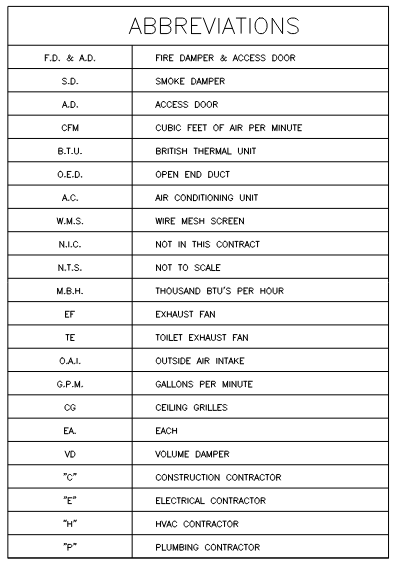 ABBREVIATIONS
F.D. & A.D. FIRE DAMPER & ACCESS DOOR
S.D. SMOKE DAMPER
A.D. ACCESS DOOR
CFM CUBIC FEET OF AIR PER MINUTE
B.T.U. BRITISH THERMAL UNIT
O.E.D. OPEN END DUCT
A.C. AIR CONDITIONING UNIT
W.M.S. WIRE MESH SCREEN
N.I.C. NOT IN THIS CONTRACT
N.T.S. NOT TO SCALE
M.B.H. THOUSAND BTU'S PER HOUR
EF EXHAUST FAN
TE TOILET EXHAUST FAN
O.A.I. OUTSIDE AIR INTAKE
G.P.M. GALLONS PER MINUTE
CG CEILING GRILLES
EA. EACH
VD VOLUME DAMPER
"C" CONSTRUCTION CONTRACTOR
"E" ELECTRICAL CONTRACTOR
"H" HVAC CONTRACTOR
"P" PLUMBING CONTRACTOR